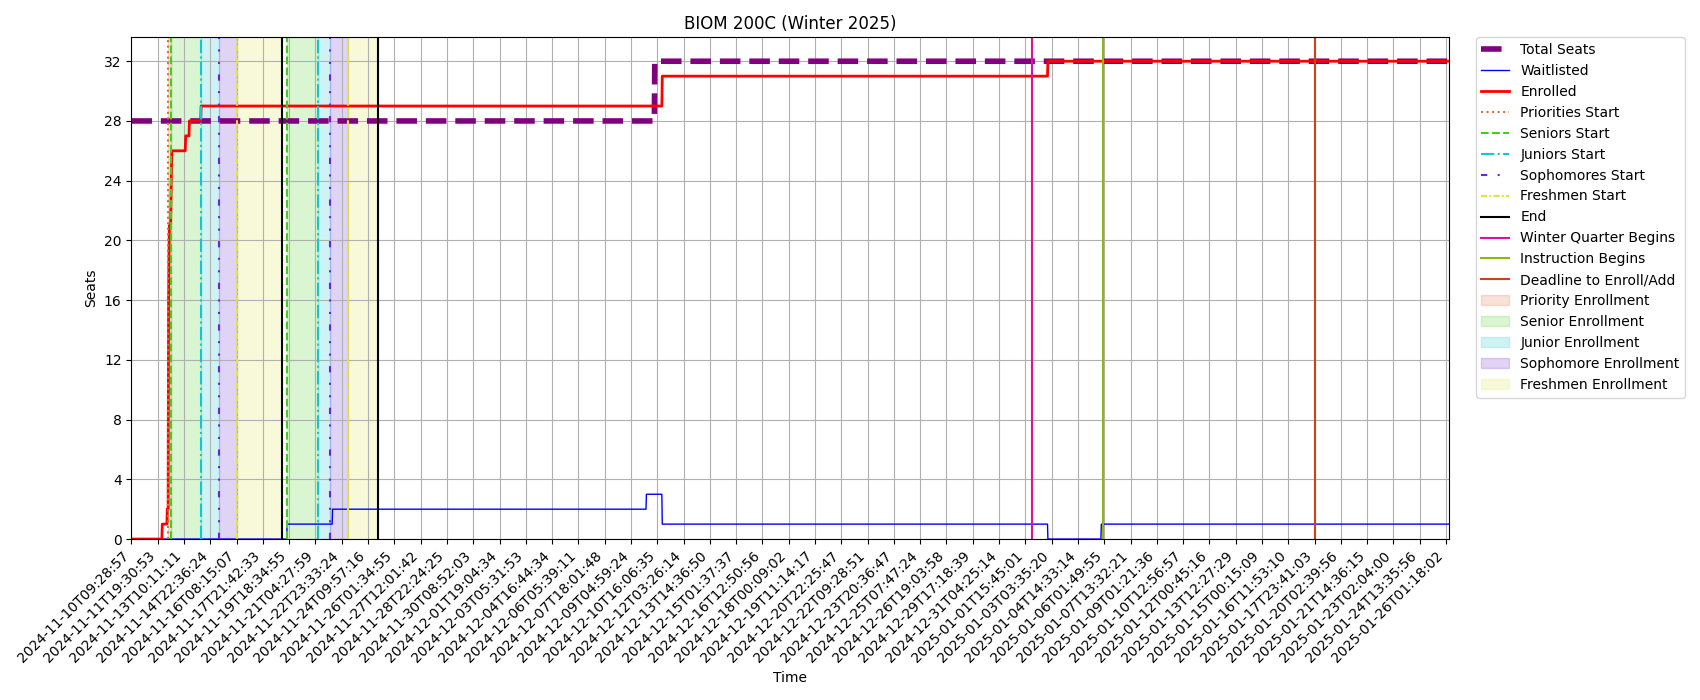 BIOM 200C (Winter 2025)
Seats
32
28
24
20
16
12
8
4
0
2024-11-10T09:28:57
2024-11-11T19:30:53
2024-11-13T10:11:11
2024-11-14T22:36:24
2024-11-16T08:15:07
2024-11-17T21:42:33
2024-11-19T18:34:55
2024-11-21T04:27:59
2024-11-22T23:33:24
2024-11-24T09:57:16
2024-11-26T01:34:55
2024-11-27T12:01:42
2024-11-28T22:24:25
2024-11-30T08:52:03
2024-12-01T19:04:34
2024-12-03T05:31:53
2024-12-04T16:44:34
2024-12-06T05:39:11
2024-12-07T18:01:48
2024-12-09T04:59:24
2024-12-10T16:06:35
2024-12-12T03:26:14
2024-12-13T14:36:50
2024-12-15T01:37:37
2024-12-16T12:50:56
2024-12-18T00:09:02
2024-12-19T11:14:17
2024-12-20T22:25:47
2024-12-22T09:28:51
2024-12-23T20:36:47
2024-12-25T07:47:24
2024-12-26T19:03:58
2024-12-29T17:18:39
2024-12-31T04:25:14
2025-01-01T15:45:01
2025-01-03T03:35:20
2025-01-04T14:33:14
2025-01-06T01:49:55
2025-01-07T13:32:21
2025-01-09T01:21:36
2025-01-10T12:56:57
2025-01-12T00:45:16
2025-01-13T12:27:29
2025-01-15T00:15:09
2025-01-16T11:53:10
2025-01-17T23:41:03
2025-01-20T02:39:56
2025-01-21T14:36:15
2025-01-23T02:04:00
2025-01-24T13:35:56
2025-01-26T01:18:02
Time
Total Seats
Waitlisted
Enrolled
Priorities Start
Seniors Start
Juniors Start
Sophomores Start
Freshmen Start
End
Winter Quarter Begins
Instruction Begins
Deadline to Enroll/Add
Priority Enrollment
Senior Enrollment
Junior Enrollment
Sophomore Enrollment
Freshmen Enrollment